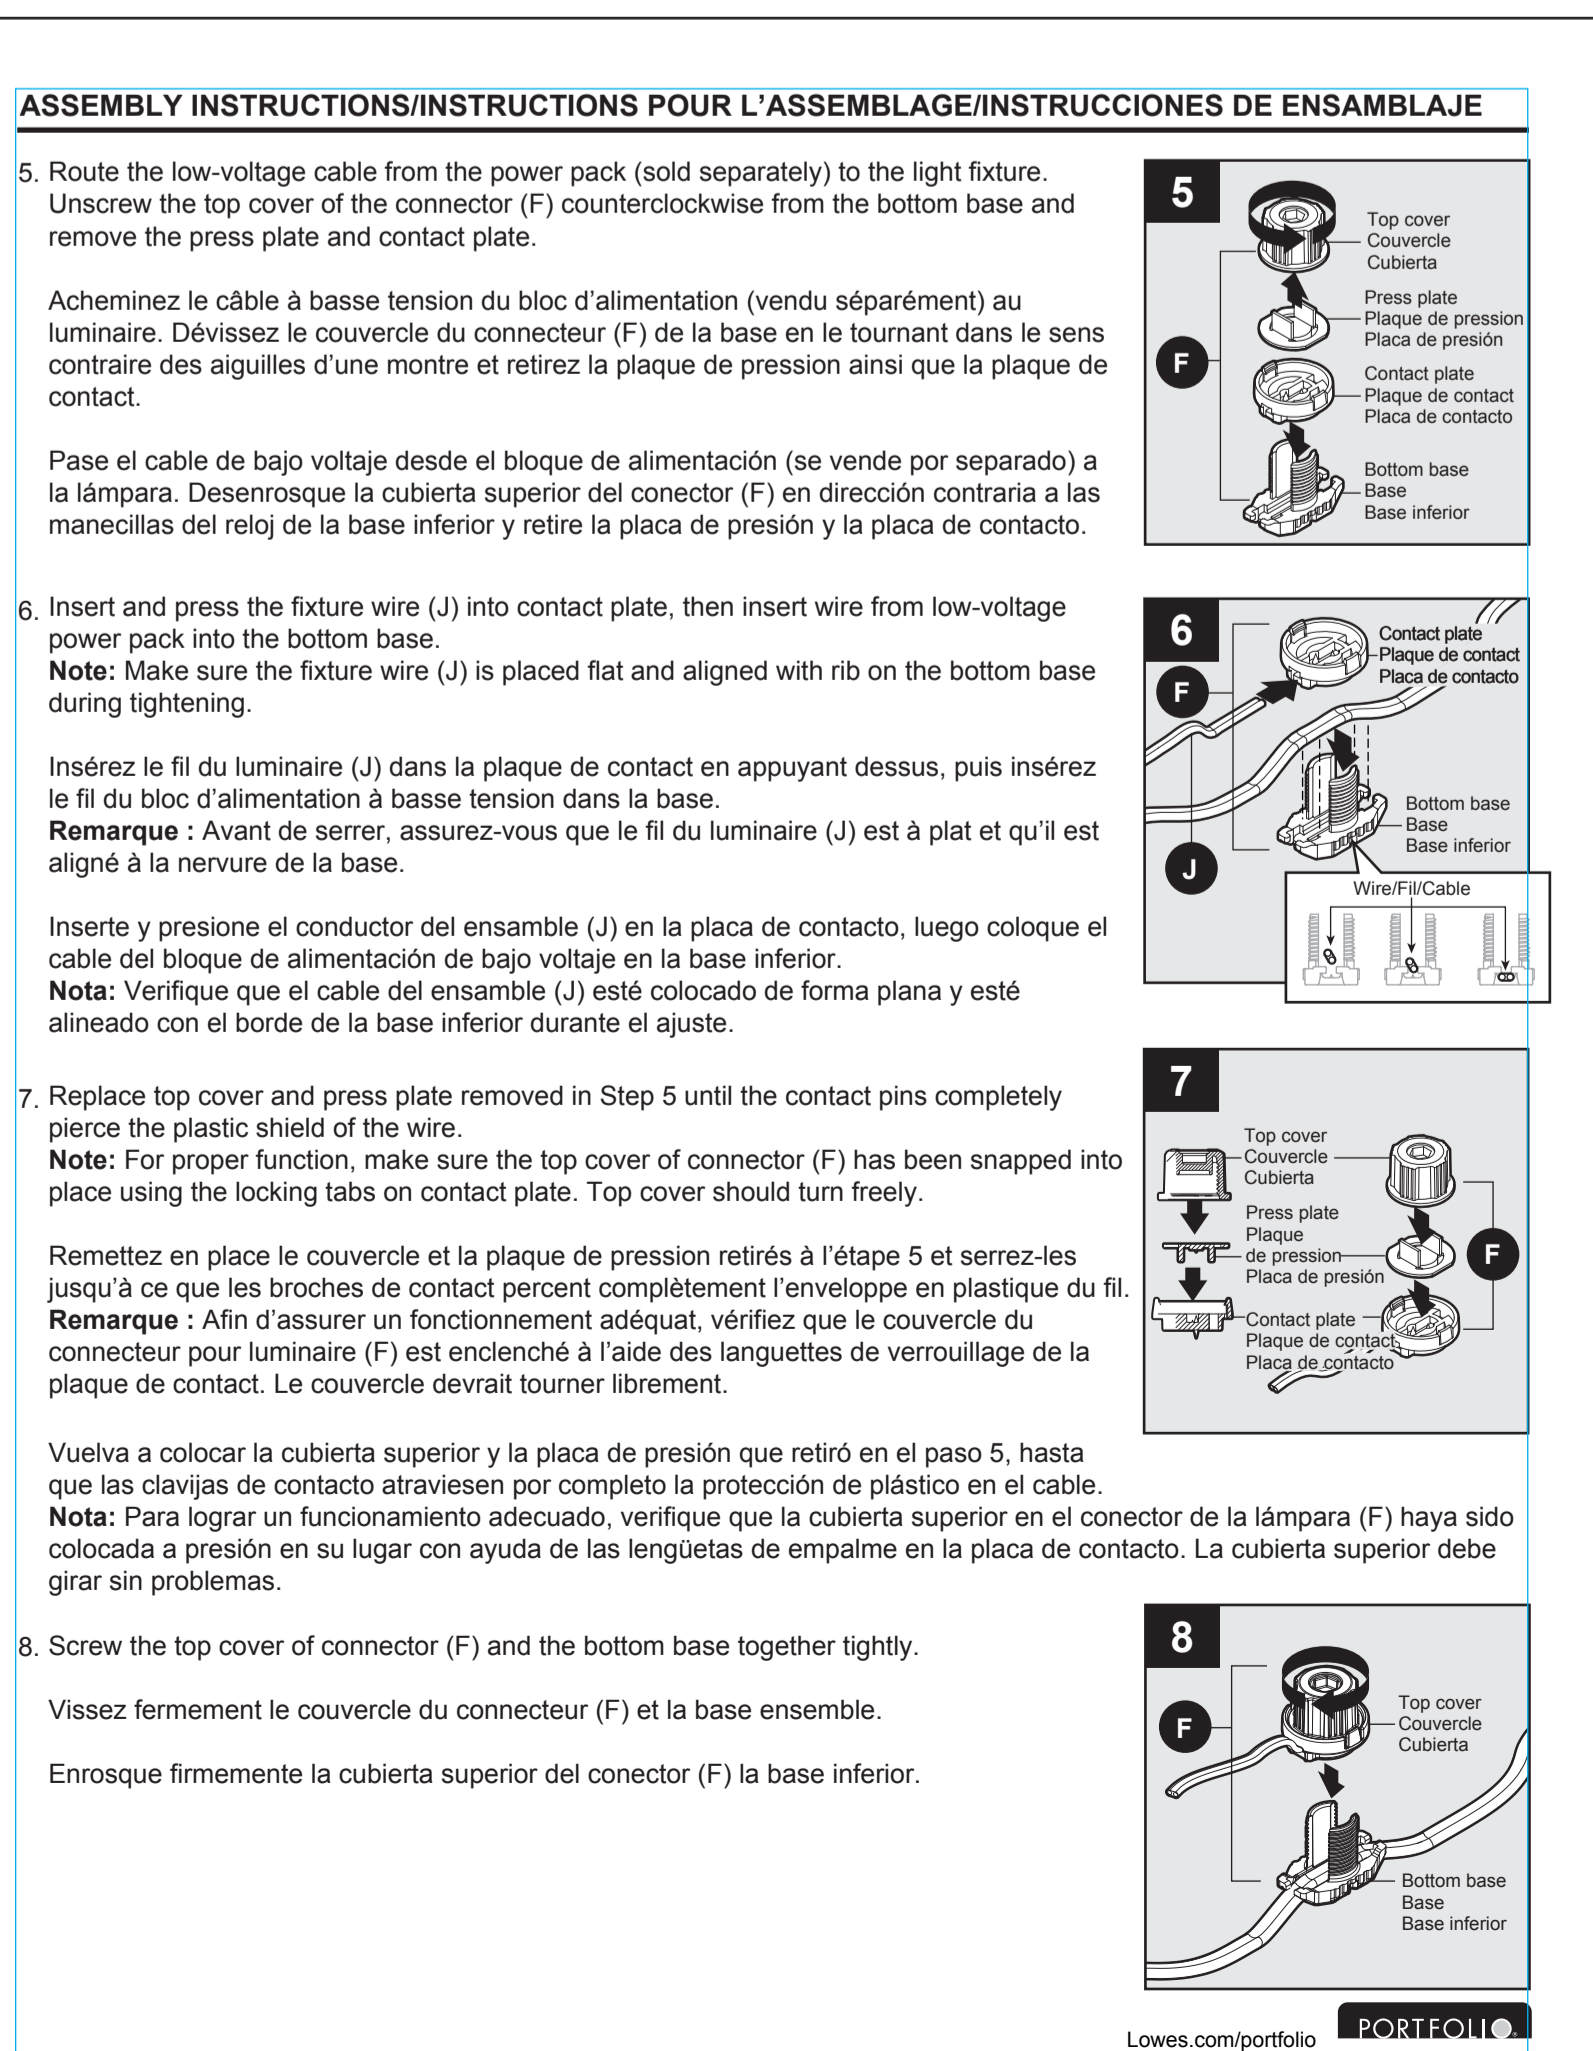 ASSEMBLY INSTRUCTIONS/INSTRUCTIONS POUR L'ASSEMBLAGE/INSTRUCCIONES DE ENSAMBLAJE
5. Route the low-voltage cable from the power pack (sold separately) to the light fixture.
Unscrew the top cover of the connector (F) counterclockwise from the bottom base and
remove the press plate and contact plate.
Acheminez le câble à basse tension du bloc d’alimentation (vendu séparément) au
luminaire. Dévissez le couvercle du connecteur (F) de la base en le tournant dans le sens
contraire des aiguilles d’une montre et retirez la plaque de pression ainsi que la plaque de
contact.
Pase el cable de bajo voltaje desde el bloque de alimentación (se vende por separado) a
la lámpara. Desenrosque la cubierta superior del conector (F) en dirección contraria a las
manecillas del reloj de la base inferior y retire la placa de presión y la placa de contacto.
5
Top cover
Couvercle
Cubierta
Press plate
Plaque de pression
Placa de presión
F
Contact plate
Plaque de contact
Placa de contacto
Bottom base
Base
Base inferior
6. Insert and press the fixture wire (J) into contact plate, then insert wire from low-voltage
power pack into the bottom base.
Note: Make sure the fixture wire (J) is placed flat and aligned with rib on the bottom base
during tightening.
Insérez le fil du luminaire (J) dans la plaque de contact en appuyant dessus, puis insérez
le fil du bloc d’alimentation à basse tension dans la base.
Remarque : Avant de serrer, assurez-vous que le fil du luminaire (J) est à plat et qu’il est
aligné à la nervure de la base.
Inserte y presione el conductor del ensamble (J) en la placa de contacto, luego coloque el
cable del bloque de alimentación de bajo voltaje en la base inferior.
Nota: Verifique que el cable del ensamble (J) esté colocado de forma plana y esté
alineado con el borde de la base inferior durante el ajuste.
6
Contact plate
Plaque de contact
Placa de contacto
F
Bottom base
Base
Base inferior
J
Wire/Fil/Cable
7. Replace top cover and press plate removed in Step 5 until the contact pins completely
pierce the plastic shield of the wire.
Note: For proper function, make sure the top cover of connector (F) has been snapped into
place using the locking tabs on contact plate. Top cover should turn freely.
Remettez en place le couvercle et la plaque de pression retirés à l’étape 5 et serrez-les
jusqu’à ce que les broches de contact percent complètement l’enveloppe en plastique du fil.
Remarque : Afin d’assurer un fonctionnement adéquat, vérifiez que le couvercle du
connecteur pour luminaire (F) est enclenché à l’aide des languettes de verrouillage de la
plaque de contact. Le couvercle devrait tourner librement.
Vuelva a colocar la cubierta superior y la placa de presión que retiró en el paso 5, hasta
que las clavijas de contacto atraviesen por completo la protección de plástico en el cable.
Nota: Para lograr un funcionamiento adecuado, verifique que la cubierta superior en el conector de la lámpara (F) haya sido
colocada a presión en su lugar con ayuda de las lengüetas de empalme en la placa de contacto. La cubierta superior debe
girar sin problemas.
7
Top cover
Couvercle
Cubierta
Press plate
Plaque
de pression
Placa de presión
F
Contact plate
Plaque de contact
Placa de contacto
8. Screw the top cover of connector (F) and the bottom base together tightly.
Vissez fermement le couvercle du connecteur (F) et la base ensemble.
Enrosque firmemente la cubierta superior del conector (F) la base inferior.
8
F
Top cover
Couvercle
Cubierta
Bottom base
Base
Base inferior
Lowes.com/portfolio
PORTFOLIO®